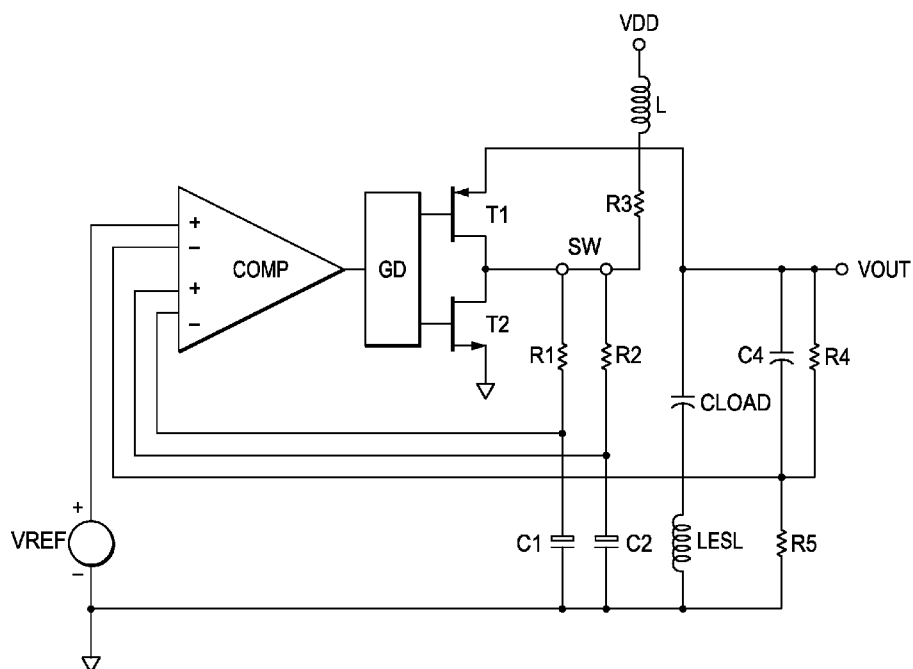 VDD
L
T1
R3
+
−
COMP
+
−
GD
SW
VOUT
T2
R1
R2
C4
R4
CLOAD
+
VREF
−
C1
C2
LESL
R5